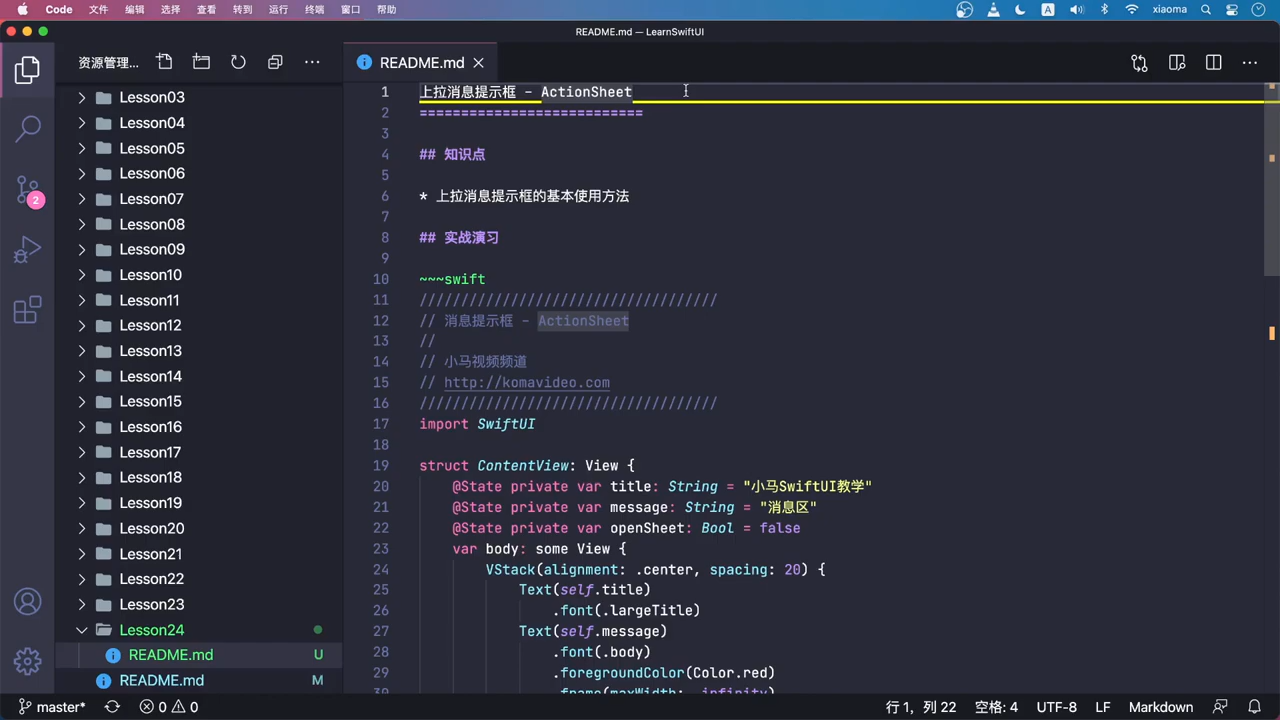 Code 文件 编辑 选择 查看 转到 运行 终端 窗口 帮助 A xiaoma
README.md — LearnSwiftUI
资源管理... ...
README.md
Lesson03
Lesson04
Lesson05
Lesson06
Lesson07
Lesson08
Lesson09
Lesson10
Lesson11
Lesson12
Lesson13
Lesson14
Lesson15
Lesson16
Lesson17
Lesson18
Lesson19
Lesson20
Lesson21
Lesson22
Lesson23
Lesson24
README.md U
README.md M
2
1 上拉消息提示框 - ActionSheet
2 ===========================
3
4 ## 知识点
5
6 * 上拉消息提示框的基本使用方法
7
8 ## 实战演习
9
10 ~~~swift
11 ////////////////////////////////////
12 // 消息提示框 - ActionSheet
13 //
14 // 小马视频频道
15 // http://komavideo.com
16 ////////////////////////////////////
17 import SwiftUI
18
19 struct ContentView: View {
20 @State private var title: String = "小马SwiftUI教学"
21 @State private var message: String = "消息区"
22 @State private var openSheet: Bool = false
23 var body: some View {
24 VStack(alignment: .center, spacing: 20) {
25 Text(self.title)
26 .font(.largeTitle)
27 Text(self.message)
28 .font(.body)
29 .foregroundColor(Color.red)
30 .frame(maxWidth: .infinity)
master* 0 0 行 1，列 22 空格: 4 UTF-8 LF Markdown